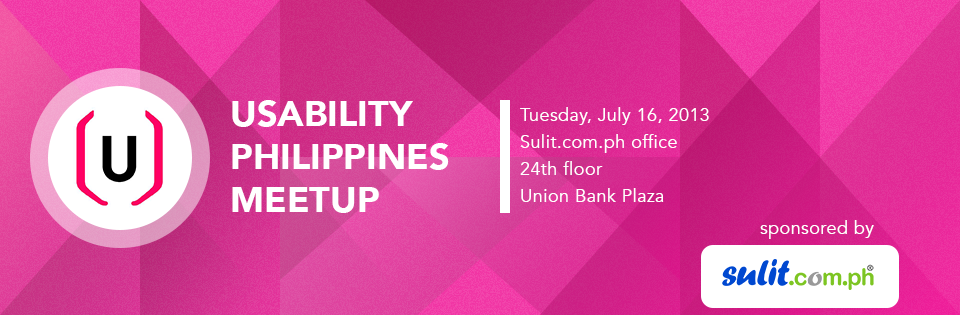 U
USABILITY
PHILIPPINES
MEETUP
Tuesday, July 16, 2013
Sulit.com.ph office
24th floor
Union Bank Plaza
sponsored by
sulit.com.ph®